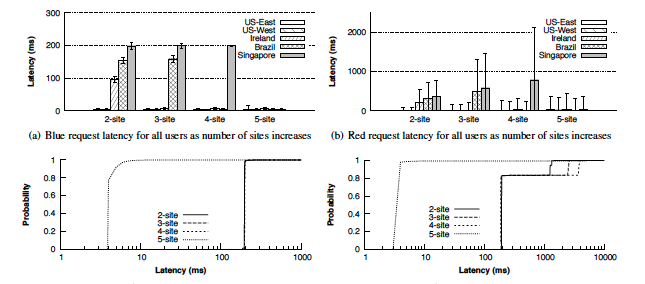 300
200
100
0
Latency (ms)
US-East
US-West
Ireland
Brazil
Singapore
2-site 3-site 4-site 5-site
(a) Blue request latency for all users as number of sites increases
2000
1000
0
Latency (ms)
US-East
US-West
Ireland
Brazil
Singapore
2-site 3-site 4-site 5-site
(b) Red request latency for all users as number of sites increases
1
0.8
0.6
0.4
0.2
0
Probability
2-site
3-site
4-site
5-site
1 10 100 1000
Latency (ms)
1
0.8
0.6
0.4
0.2
0
Probability
2-site
3-site
4-site
5-site
1 10 100 1000 10000
Latency (ms)